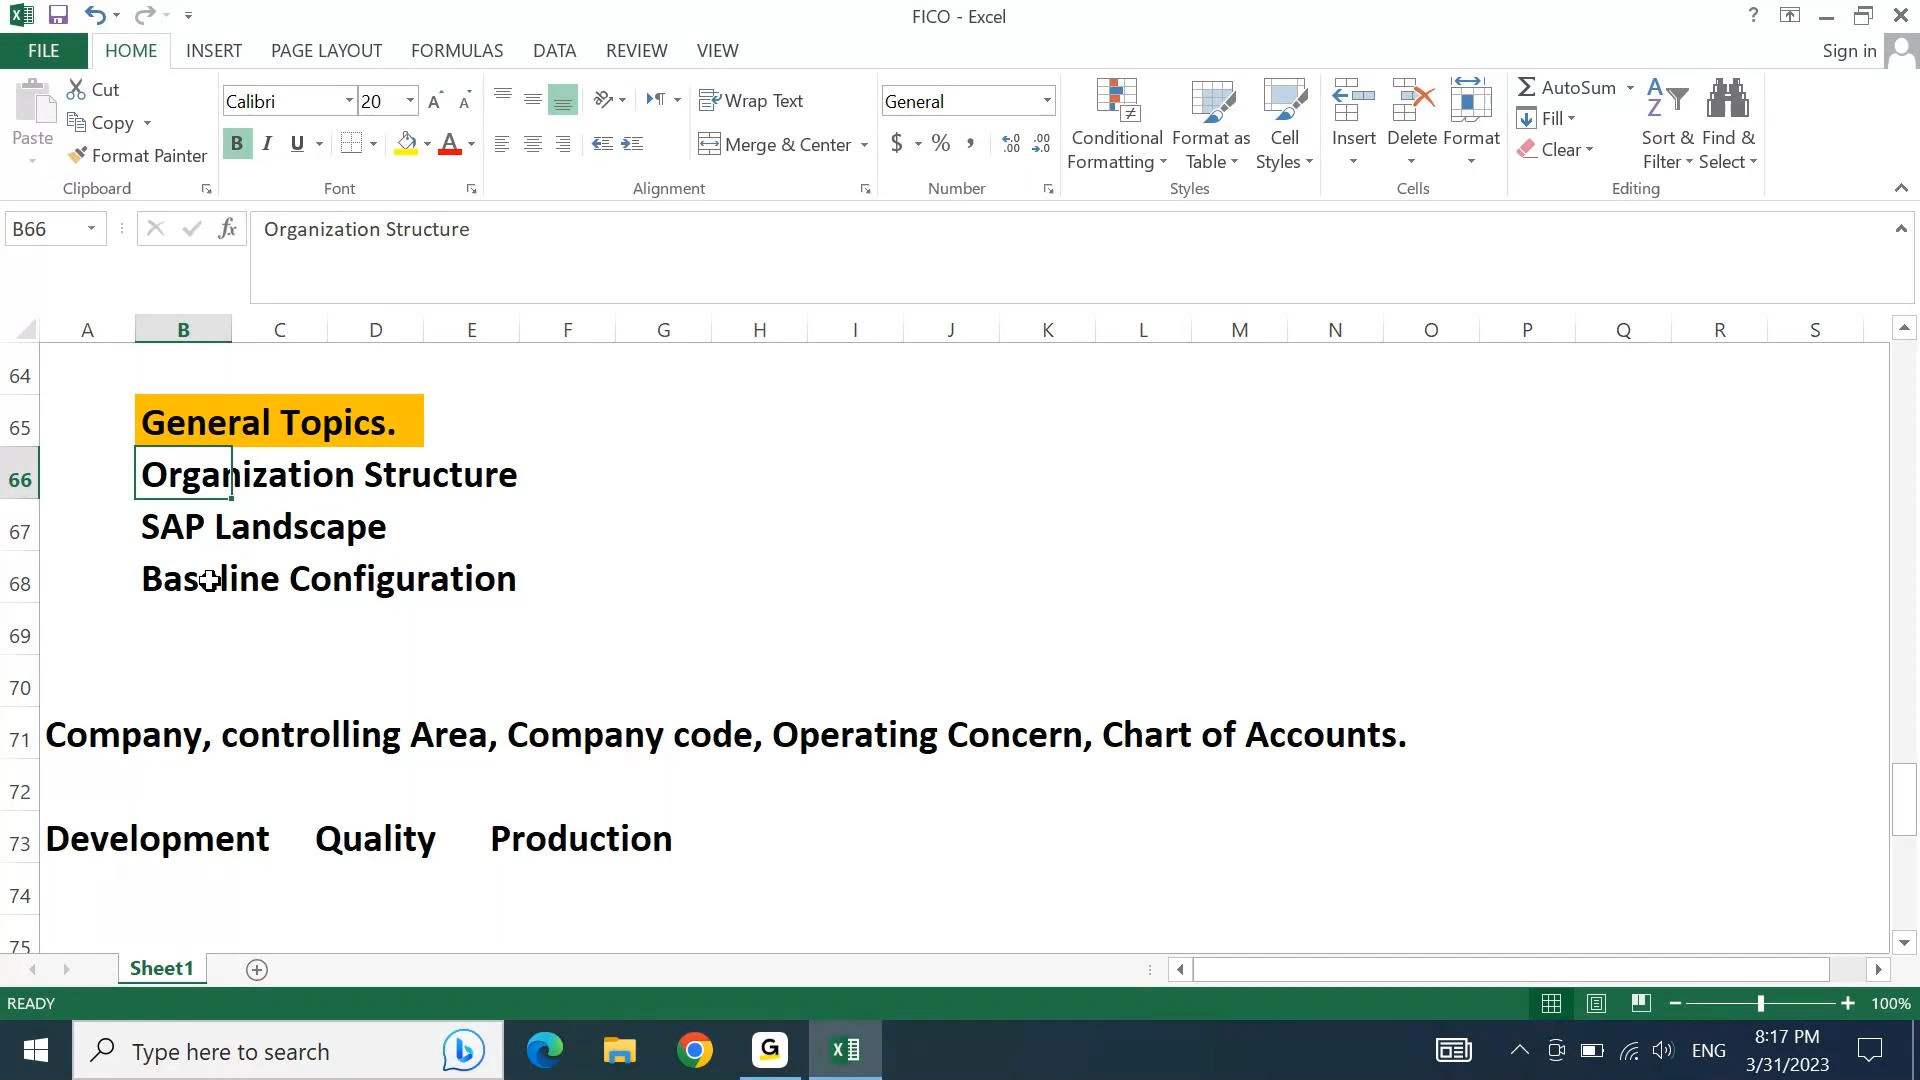 FICO - Excel
?
FILE HOME INSERT PAGE LAYOUT FORMULAS DATA REVIEW VIEW
Sign in
Paste
Cut
Copy
Format Painter
Clipboard
Calibri 20
B I U
Font
Wrap Text
Merge & Center
Alignment
General
$ % ,
Number
Conditional Formatting
Format as Table
Cell Styles
Styles
Insert
Delete
Format
Cells
AutoSum
Fill
Clear
Sort & Filter
Find & Select
Editing
B66
fx
Organization Structure
A B C D E F G H I J K L M N O P Q R S
64
65 General Topics.
66 Organization Structure
67 SAP Landscape
68 Baseline Configuration
69
70
71 Company, controlling Area, Company code, Operating Concern, Chart of Accounts.
72
73 Development Quality Production
74
75
Sheet1
READY
100%
Type here to search
ENG
8:17 PM
3/31/2023